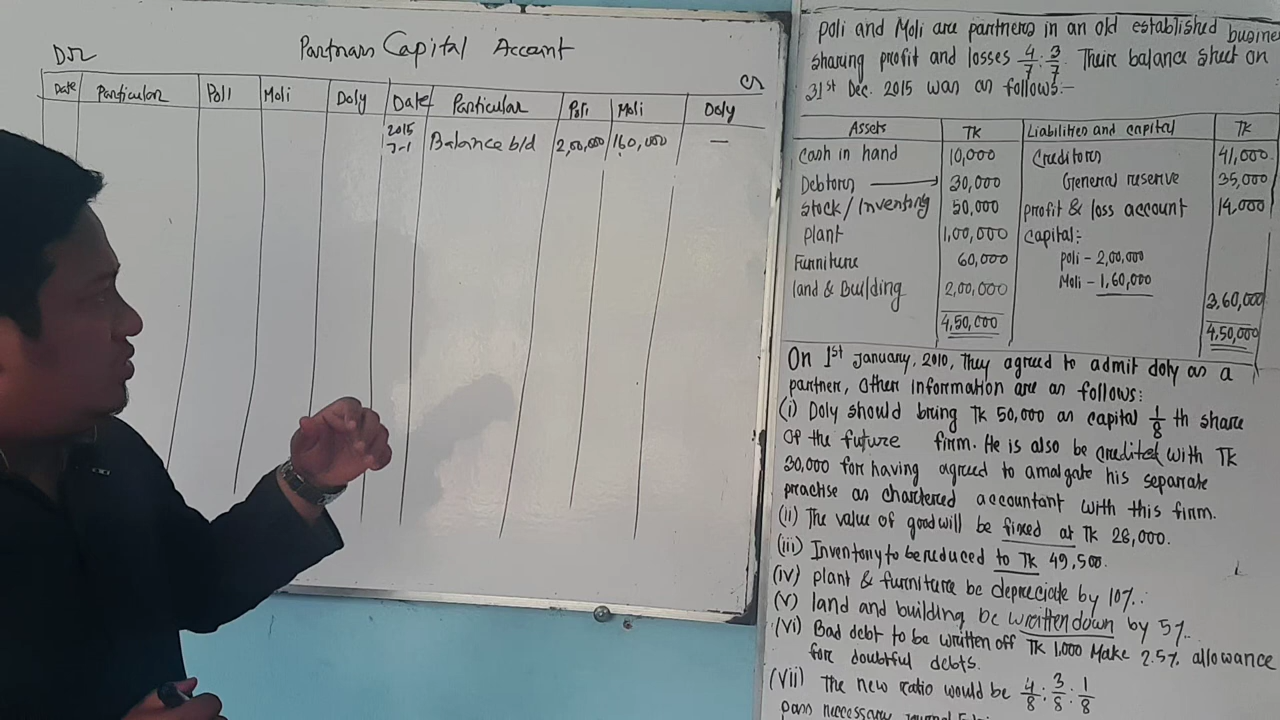 Partners Capital Account
Dr
Cr
Date Particular Poli Moli Doly Date Particular Poli Moli Doly
2015
J-1 Balance b/d 2,00,000 160,000 —
Poli and Moli are partners in an old established busine
sharing profit and losses 4/7 : 3/7. Their balance sheet on
31st Dec. 2015 was as follows:-
Assets TK Liabilities and capital TK
Cash in hand 10,000 Creditors 41,000
Debtors 30,000 General reserve 35,000
Stock/Inventory 50,000 Profit & loss account 14,000
Plant 1,00,000 Capital:-
Furniture 60,000 Poli - 2,00,000
land & Building 2,00,000 Moli - 1,60,000
3,60,000
4,50,000 4,50,000
On 1st January, 2010, They agreed to admit doly as a
partner, Other information are as follows:
(i) Doly should bring TK 50,000 as capital 1/8 th share
of the future firm. He is also be credited with TK
30,000 for having agreed to amalgate his separate
practise as chartered accountant with this firm.
(ii) The value of goodwill be fixed at TK 28,000.
(iii) Inventory to be reduced to TK 49,500.
(iv) plant & furniture be depreciate by 10%.
(v) land and building be written down by 5%.
(vi) Bad debt to be written off TK 1,000 Make 2.5% allowance
for doubtful debts.
(vii) The new ratio would be 4/8 : 3/8 : 1/8
pass necessary journal